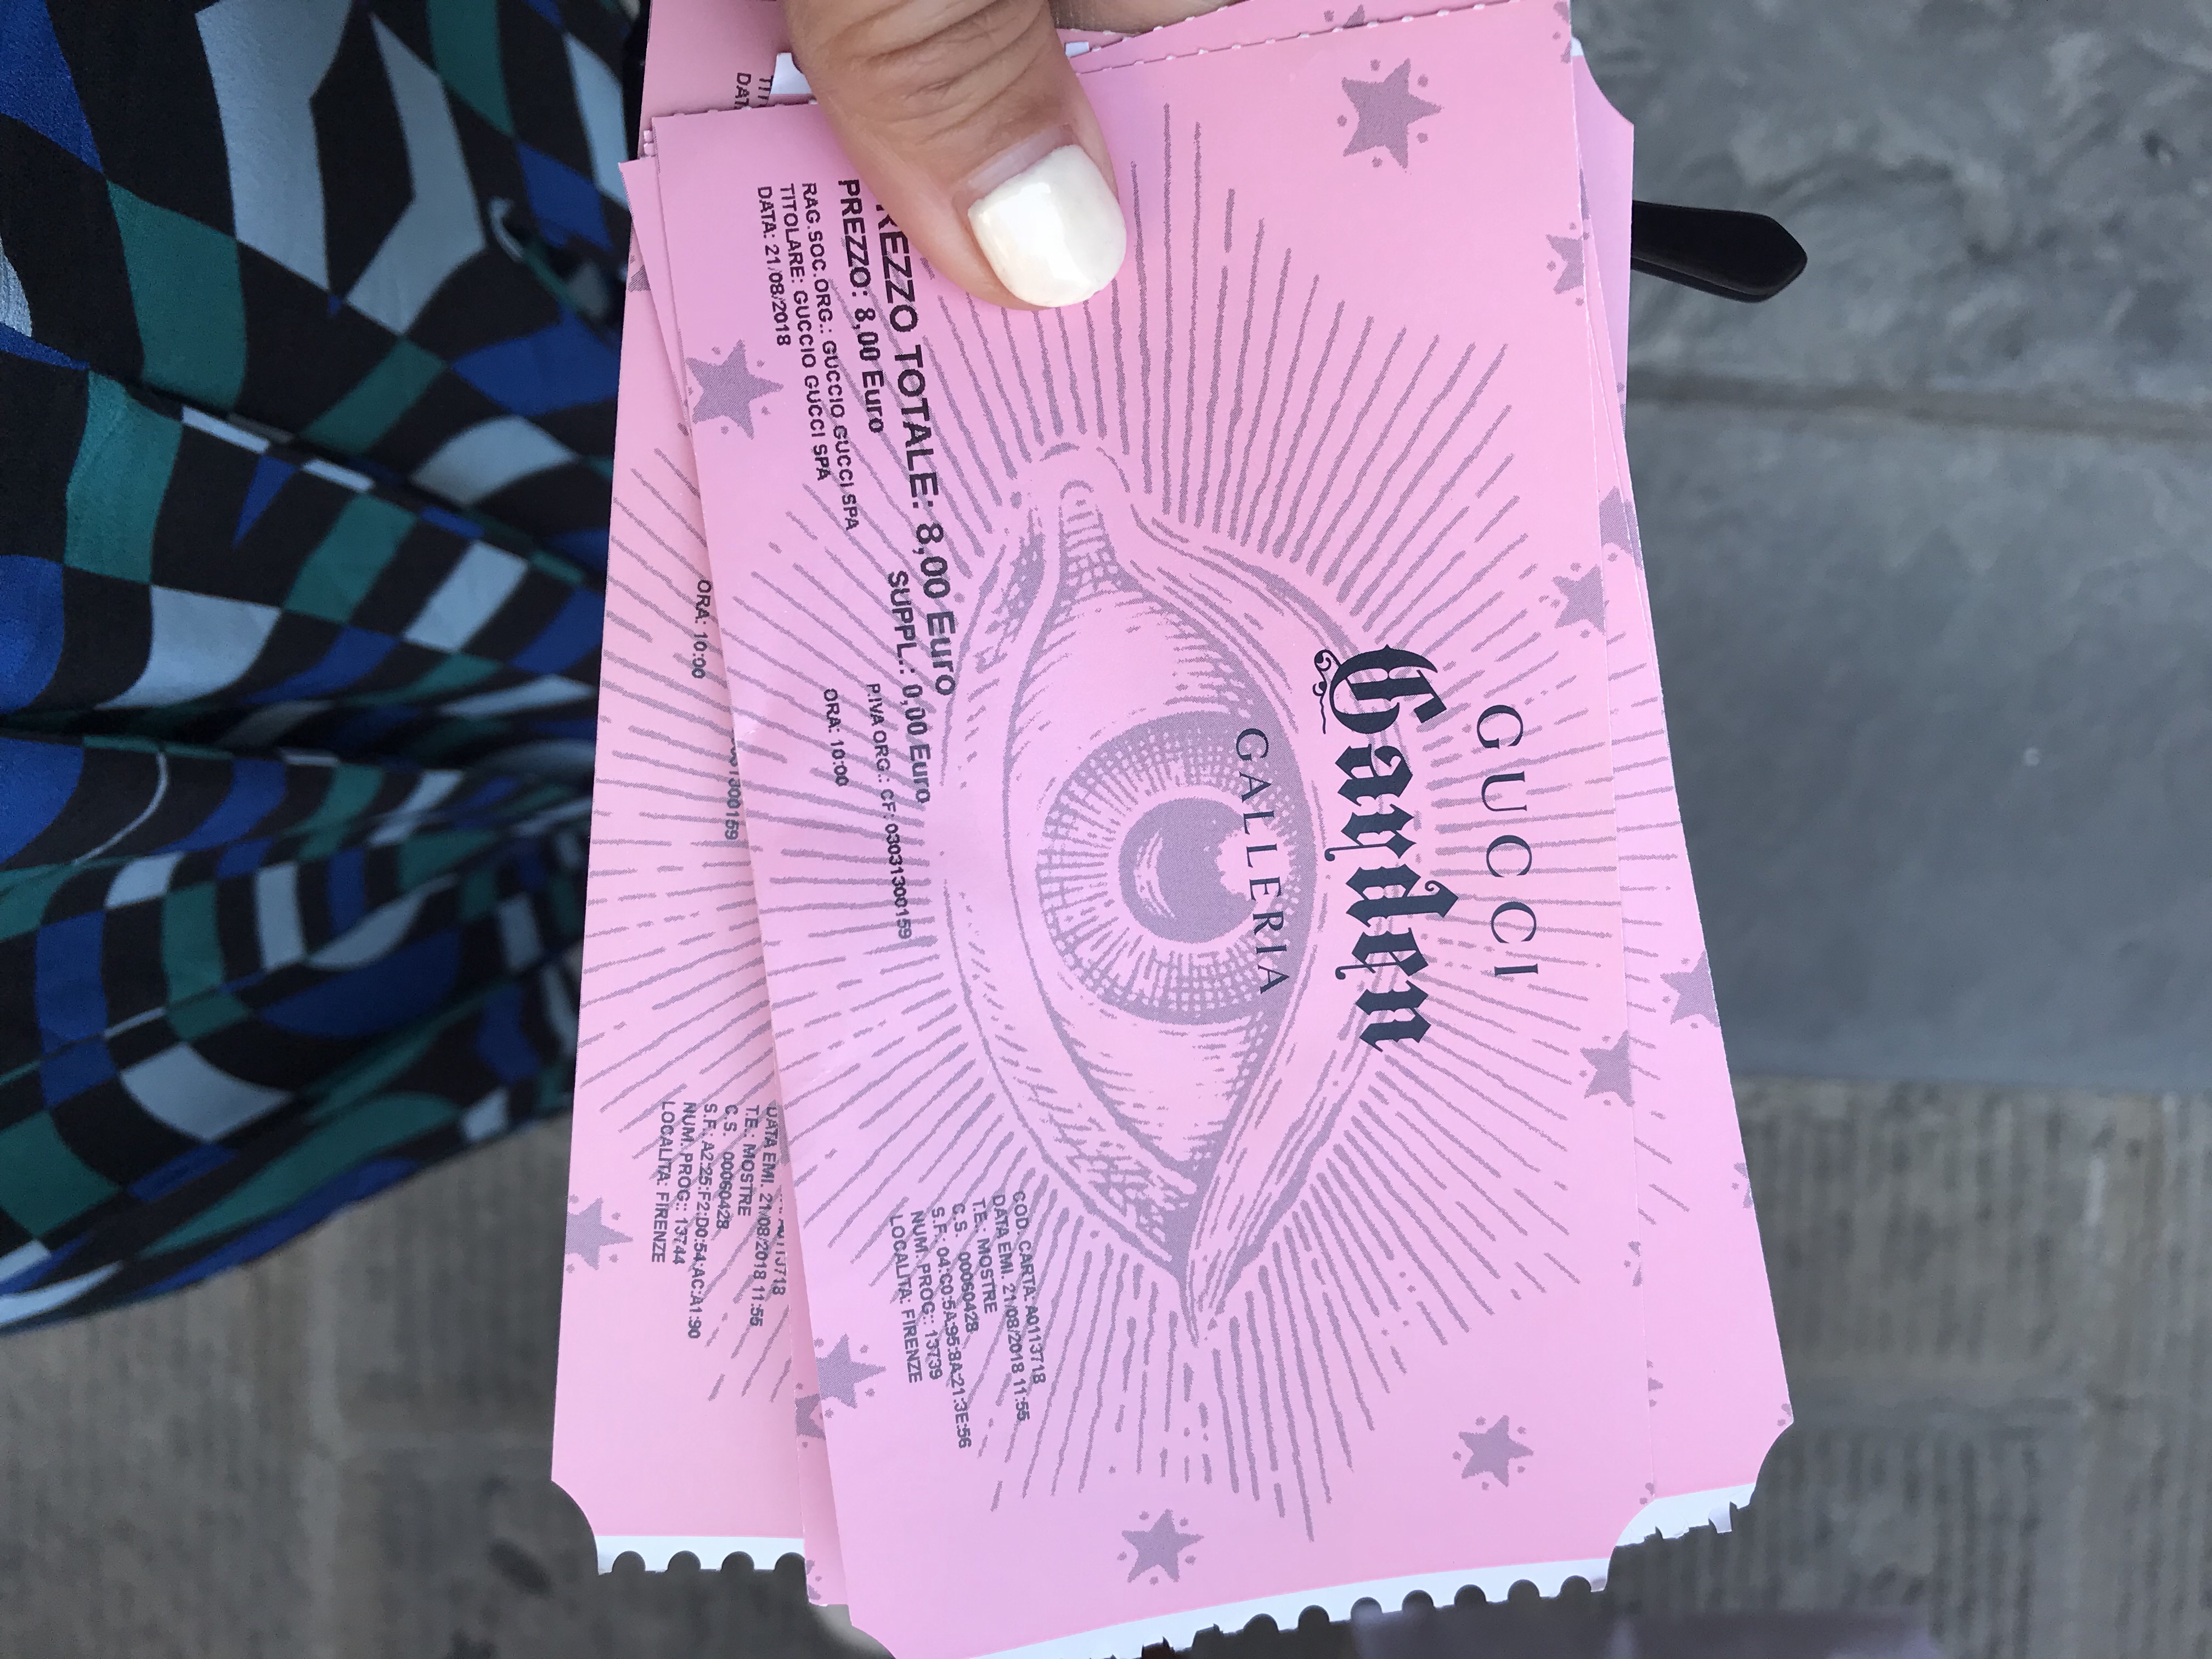 GUCCI
Garden
GALLERIA
REZZO TOTALE: 8,00 Euro
PREZZO: 8,00 Euro SUPPL.: 0,00 Euro
RAG.SOC.ORG.: GUCCIO GUCCI SPA P.IVA ORG.: CF: 03031300159
TITOLARE: GUCCIO GUCCI SPA
DATA: 21/08/2018 ORA: 10:00
COD. CARTA: A0113718
DATA EMI. 21/08/2018 11:55
T.E.: MOSTRE
C.S. 00060428
S.F.: 04:C0:5A:95:8A:21:3E:56
NUM. PROG.: 13739
LOCALITA: FIRENZE
DAT
ORA: 10:00
DATA EMI. 21/08/2018 11:55
T.E.: MOSTRE
C.S. 00060428
S.F.: A2:25:F2:D0:54:AC:A1:90
NUM. PROG.: 13744
LOCALITA: FIRENZE